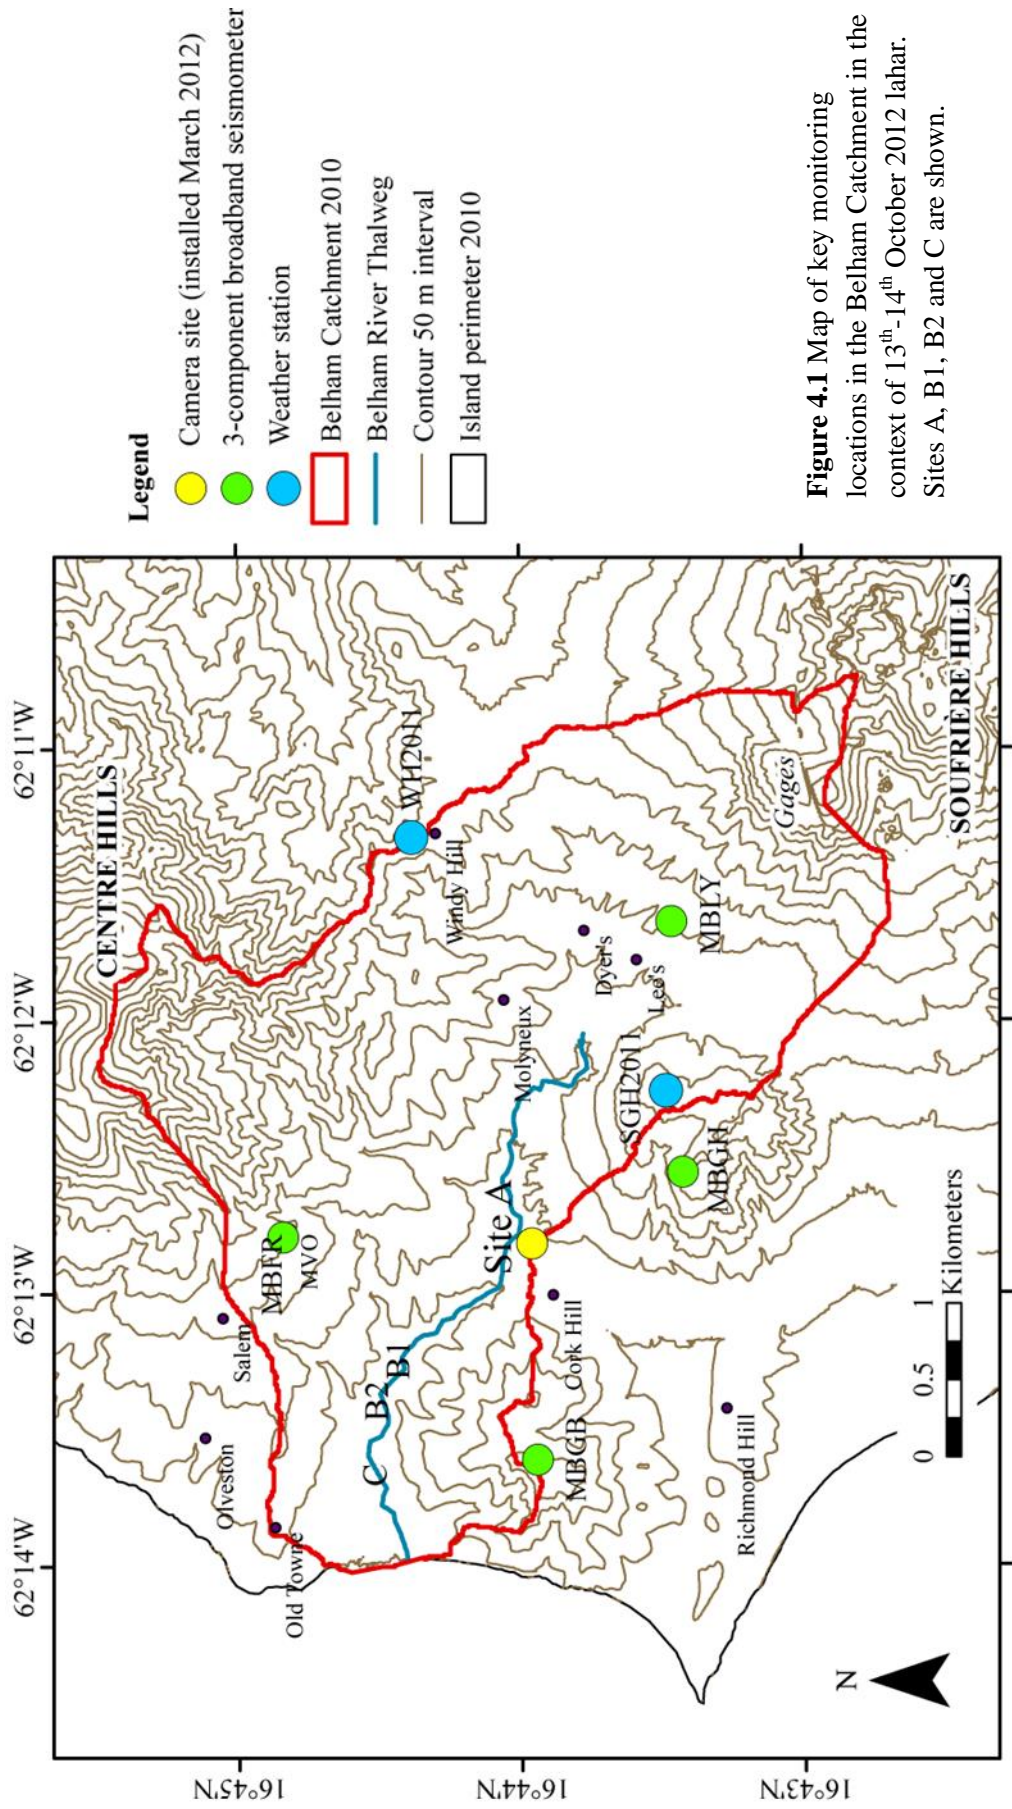 62°14'W
62°13'W
62°12'W
62°11'W
16°45'N
16°44'N
16°43'N
CENTRE HILLS
Olveston
Salem
Old Towne
MBFR
MVO
WH2011
Windy Hill
C
B2
B1
Site A
Molyneux
Dyer's
Lee's
MBLY
SGH2011
MBGH
Cork Hill
MBGB
Richmond Hill
Gages
SOUFRIÈRE HILLS
N
0 0.5 1
Kilometers
Legend
Camera site (installed March 2012)
3-component broadband seismometer
Weather station
Belham Catchment 2010
Belham River Thalweg
Contour 50 m interval
Island perimeter 2010
Figure 4.1 Map of key monitoring
locations in the Belham Catchment in the
context of 13th-14th October 2012 lahar.
Sites A, B1, B2 and C are shown.